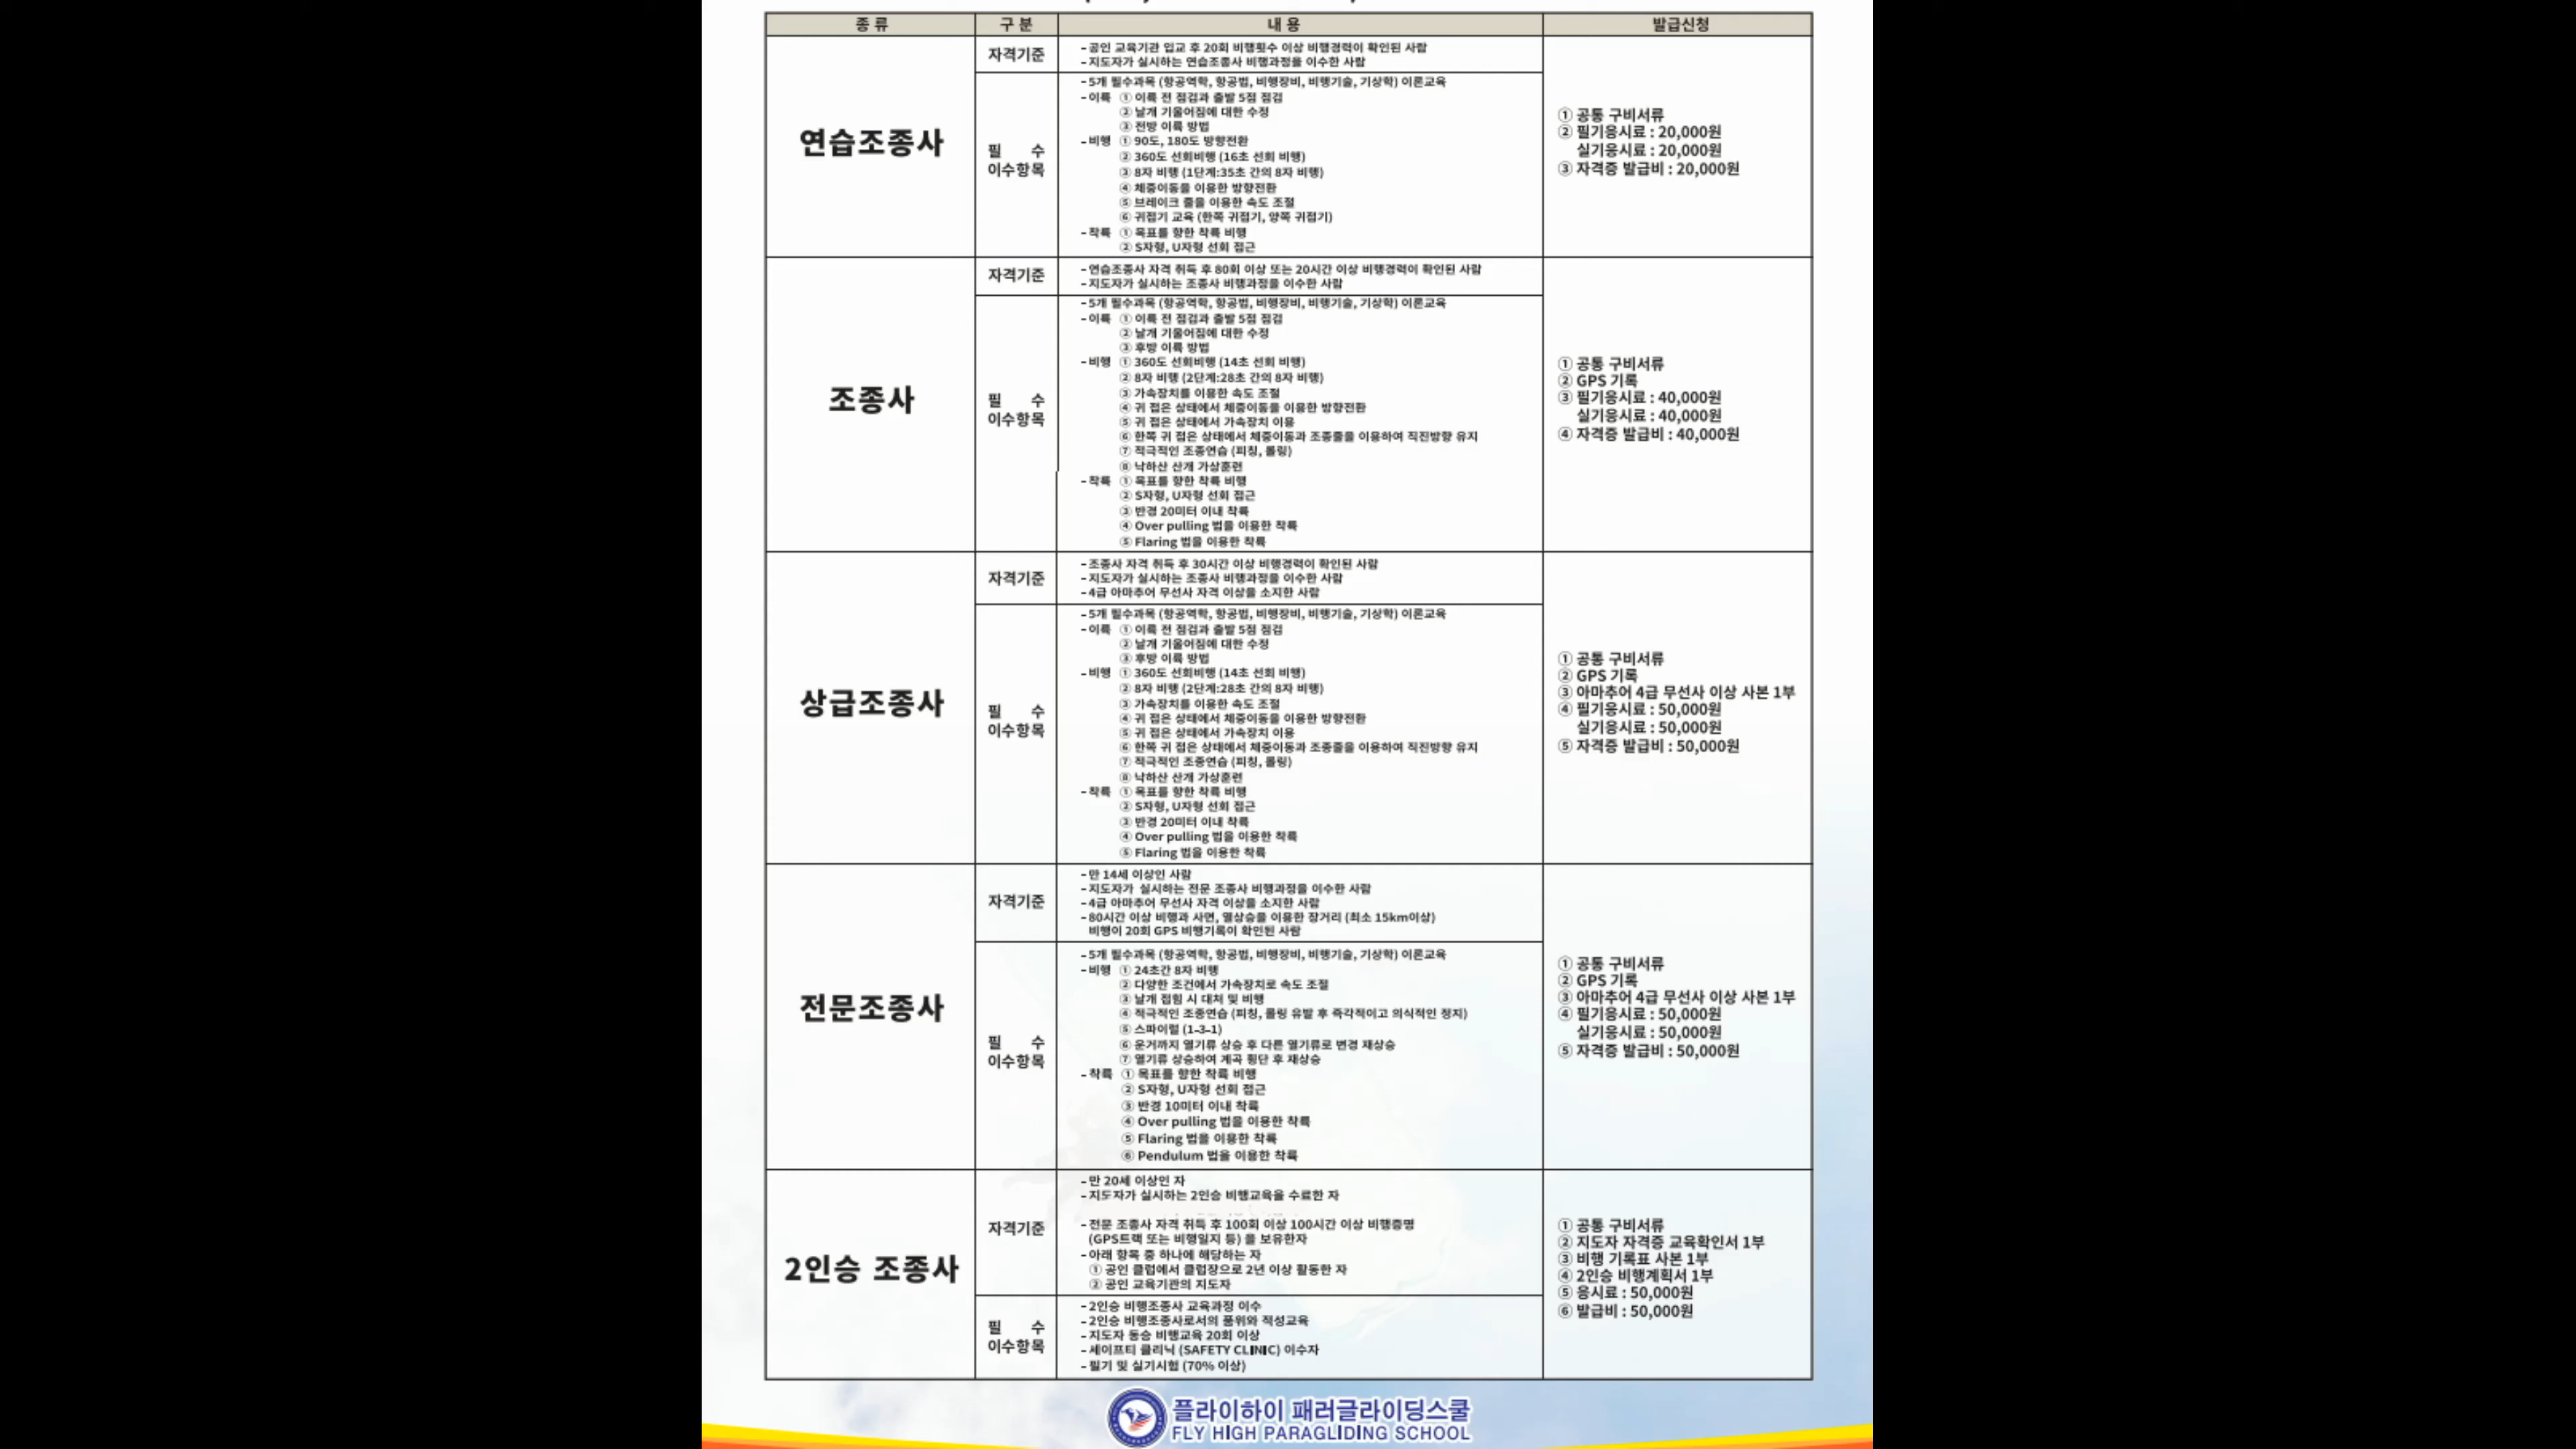 종 류 구 분 내 용 발급신청
연습조종사
자격기준
- 공인 교육기관 입교 후 20회 비행횟수 이상 비행경력이 확인된 사람
- 지도자가 실시하는 연습조종사 비행과정을 이수한 사람
필 수
이수항목
- 5개 필수과목 (항공역학, 항공법, 비행장비, 비행기술, 기상학) 이론교육
- 이륙 ① 이륙 전 점검과 출발 5점 점검
② 날개 기울어짐에 대한 수정
③ 전방 이륙 방법
- 비행 ① 90도, 180도 방향전환
② 360도 선회비행 (16초 선회 비행)
③ 8자 비행 (1단계:35초 간의 8자 비행)
④ 체중이동을 이용한 방향전환
⑤ 브레이크 줄을 이용한 속도 조절
⑥ 귀접기 교육 (한쪽 귀접기, 양쪽 귀접기)
- 착륙 ① 목표를 향한 착륙 비행
② S자형, U자형 선회 접근
① 공통 구비서류
② 필기응시료 : 20,000원
실기응시료 : 20,000원
③ 자격증 발급비 : 20,000원
조종사
자격기준
- 연습조종사 자격 취득 후 80회 이상 또는 20시간 이상 비행경력이 확인된 사람
- 지도자가 실시하는 조종사 비행과정을 이수한 사람
필 수
이수항목
- 5개 필수과목 (항공역학, 항공법, 비행장비, 비행기술, 기상학) 이론교육
- 이륙 ① 이륙 전 점검과 출발 5점 점검
② 날개 기울어짐에 대한 수정
③ 후방 이륙 방법
- 비행 ① 360도 선회비행 (14초 선회 비행)
② 8자 비행 (2단계:28초 간의 8자 비행)
③ 가속장치를 이용한 속도 조절
④ 귀 접은 상태에서 체중이동을 이용한 방향전환
⑤ 귀 접은 상태에서 가속장치 이용
⑥ 한쪽 귀 접은 상태에서 체중이동과 조종줄을 이용하여 직진방향 유지
⑦ 적극적인 조종연습 (피칭, 롤링)
⑧ 낙하산 산개 가상훈련
- 착륙 ① 목표를 향한 착륙 비행
② S자형, U자형 선회 접근
③ 반경 20미터 이내 착륙
④ Over pulling 법을 이용한 착륙
⑤ Flaring 법을 이용한 착륙
① 공통 구비서류
② GPS 기록
③ 필기응시료 : 40,000원
실기응시료 : 40,000원
④ 자격증 발급비 : 40,000원
상급조종사
자격기준
- 조종사 자격 취득 후 30시간 이상 비행경력이 확인된 사람
- 지도자가 실시하는 조종사 비행과정을 이수한 사람
- 4급 아마추어 무선사 자격 이상을 소지한 사람
필 수
이수항목
- 5개 필수과목 (항공역학, 항공법, 비행장비, 비행기술, 기상학) 이론교육
- 이륙 ① 이륙 전 점검과 출발 5점 점검
② 날개 기울어짐에 대한 수정
③ 후방 이륙 방법
- 비행 ① 360도 선회비행 (14초 선회 비행)
② 8자 비행 (2단계:28초 간의 8자 비행)
③ 가속장치를 이용한 속도 조절
④ 귀 접은 상태에서 체중이동을 이용한 방향전환
⑤ 귀 접은 상태에서 가속장치 이용
⑥ 한쪽 귀 접은 상태에서 체중이동과 조종줄을 이용하여 직진방향 유지
⑦ 적극적인 조종연습 (피칭, 롤링)
⑧ 낙하산 산개 가상훈련
- 착륙 ① 목표를 향한 착륙 비행
② S자형, U자형 선회 접근
③ 반경 20미터 이내 착륙
④ Over pulling 법을 이용한 착륙
⑤ Flaring 법을 이용한 착륙
① 공통 구비서류
② GPS 기록
③ 아마추어 4급 무선사 이상 사본 1부
④ 필기응시료 : 50,000원
실기응시료 : 50,000원
⑤ 자격증 발급비 : 50,000원
전문조종사
자격기준
- 만 14세 이상인 사람
- 지도자가 실시하는 전문 조종사 비행과정을 이수한 사람
- 4급 아마추어 무선사 자격 이상을 소지한 사람
- 80시간 이상 비행과 사면, 열상승을 이용한 장거리 (최소 15km이상)
비행이 20회 GPS 비행기록이 확인된 사람
필 수
이수항목
- 5개 필수과목 (항공역학, 항공법, 비행장비, 비행기술, 기상학) 이론교육
- 비행 ① 24초간 8자 비행
② 다양한 조건에서 가속장치로 속도 조절
③ 날개 접힘 시 대처 및 비행
④ 적극적인 조종연습 (피칭, 롤링 유발 후 즉각적이고 의식적인 정지)
⑤ 스파이럴 (1-3-1)
⑥ 운거까지 열기류 상승 후 다른 열기류로 변경 재상승
⑦ 열기류 상승하여 계곡 횡단 후 재상승
- 착륙 ① 목표를 향한 착륙 비행
② S자형, U자형 선회 접근
③ 반경 10미터 이내 착륙
④ Over pulling 법을 이용한 착륙
⑤ Flaring 법을 이용한 착륙
⑥ Pendulum 법을 이용한 착륙
① 공통 구비서류
② GPS 기록
③ 아마추어 4급 무선사 이상 사본 1부
④ 필기응시료 : 50,000원
실기응시료 : 50,000원
⑤ 자격증 발급비 : 50,000원
2인승 조종사
자격기준
- 만 20세 이상인 자
- 지도자가 실시하는 2인승 비행교육을 수료한 자
- 전문 조종사 자격 취득 후 100회 이상 100시간 이상 비행증명
(GPS트랙 또는 비행일지 등) 을 보유한자
- 아래 항목 중 하나에 해당하는 자
① 공인 클럽에서 클럽장으로 2년 이상 활동한 자
② 공인 교육기관의 지도자
필 수
이수항목
- 2인승 비행조종사 교육과정 이수
- 2인승 비행조종사로서의 품위와 적성교육
- 지도자 동승 비행교육 20회 이상
- 세이프티 클리닉 (SAFETY CLINIC) 이수자
- 필기 및 실기시험 (70% 이상)
① 공통 구비서류
② 지도자 자격증 교육확인서 1부
③ 비행 기록표 사본 1부
④ 2인승 비행계획서 1부
⑤ 응시료 : 50,000원
⑥ 발급비 : 50,000원
플라이하이 패러글라이딩스쿨
FLY HIGH PARAGLIDING SCHOOL